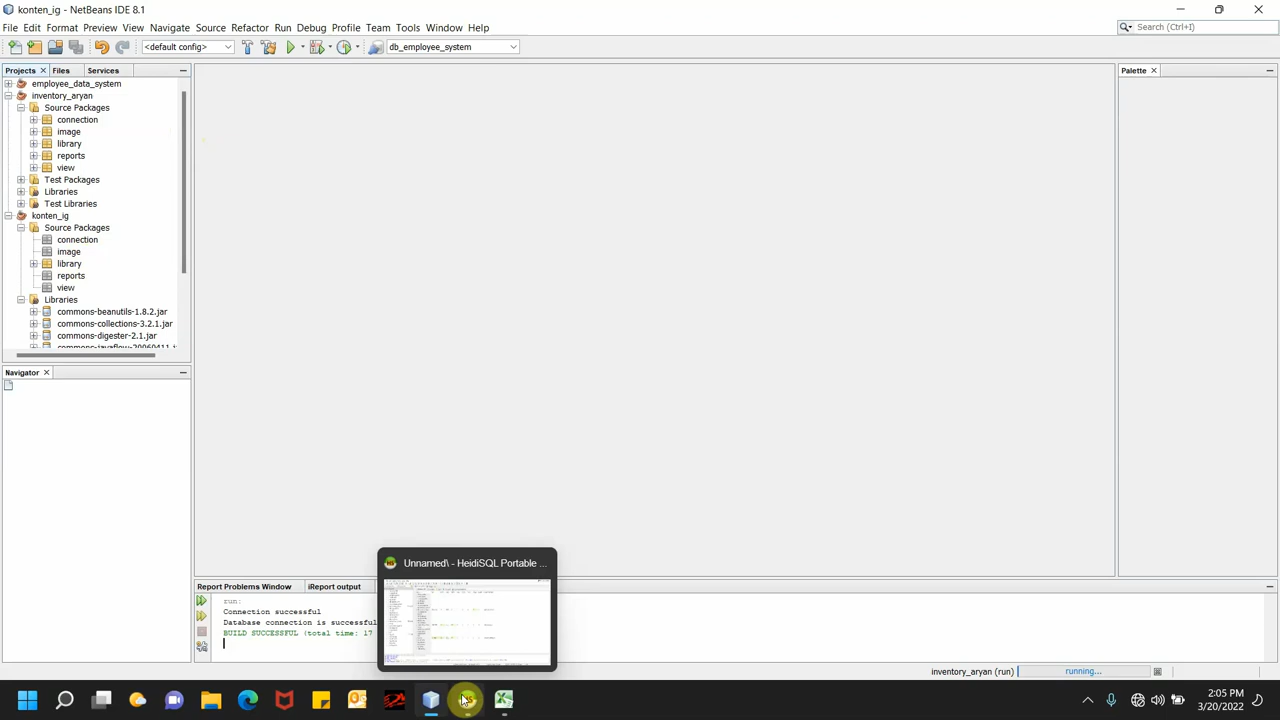 konten_ig - NetBeans IDE 8.1
File Edit Format Preview View Navigate Source Refactor Run Debug Profile Team Tools Window Help
Search (Ctrl+I)
<default config>
db_employee_system
Projects
Files
Services
Palette
employee_data_system
inventory_aryan
Source Packages
connection
image
library
reports
view
Test Packages
Libraries
Test Libraries
konten_ig
Source Packages
connection
image
library
reports
view
Libraries
commons-beanutils-1.8.2.jar
commons-collections-3.2.1.jar
commons-digester-2.1.jar
Navigator
Unnamed\ - HeidiSQL Portable ...
Report Problems Window
iReport output
run:
Connection successful
Database connection is successful
BUILD SUCCESSFUL (total time: 17
inventory_aryan (run)
running...
2:05 PM
3/20/2022